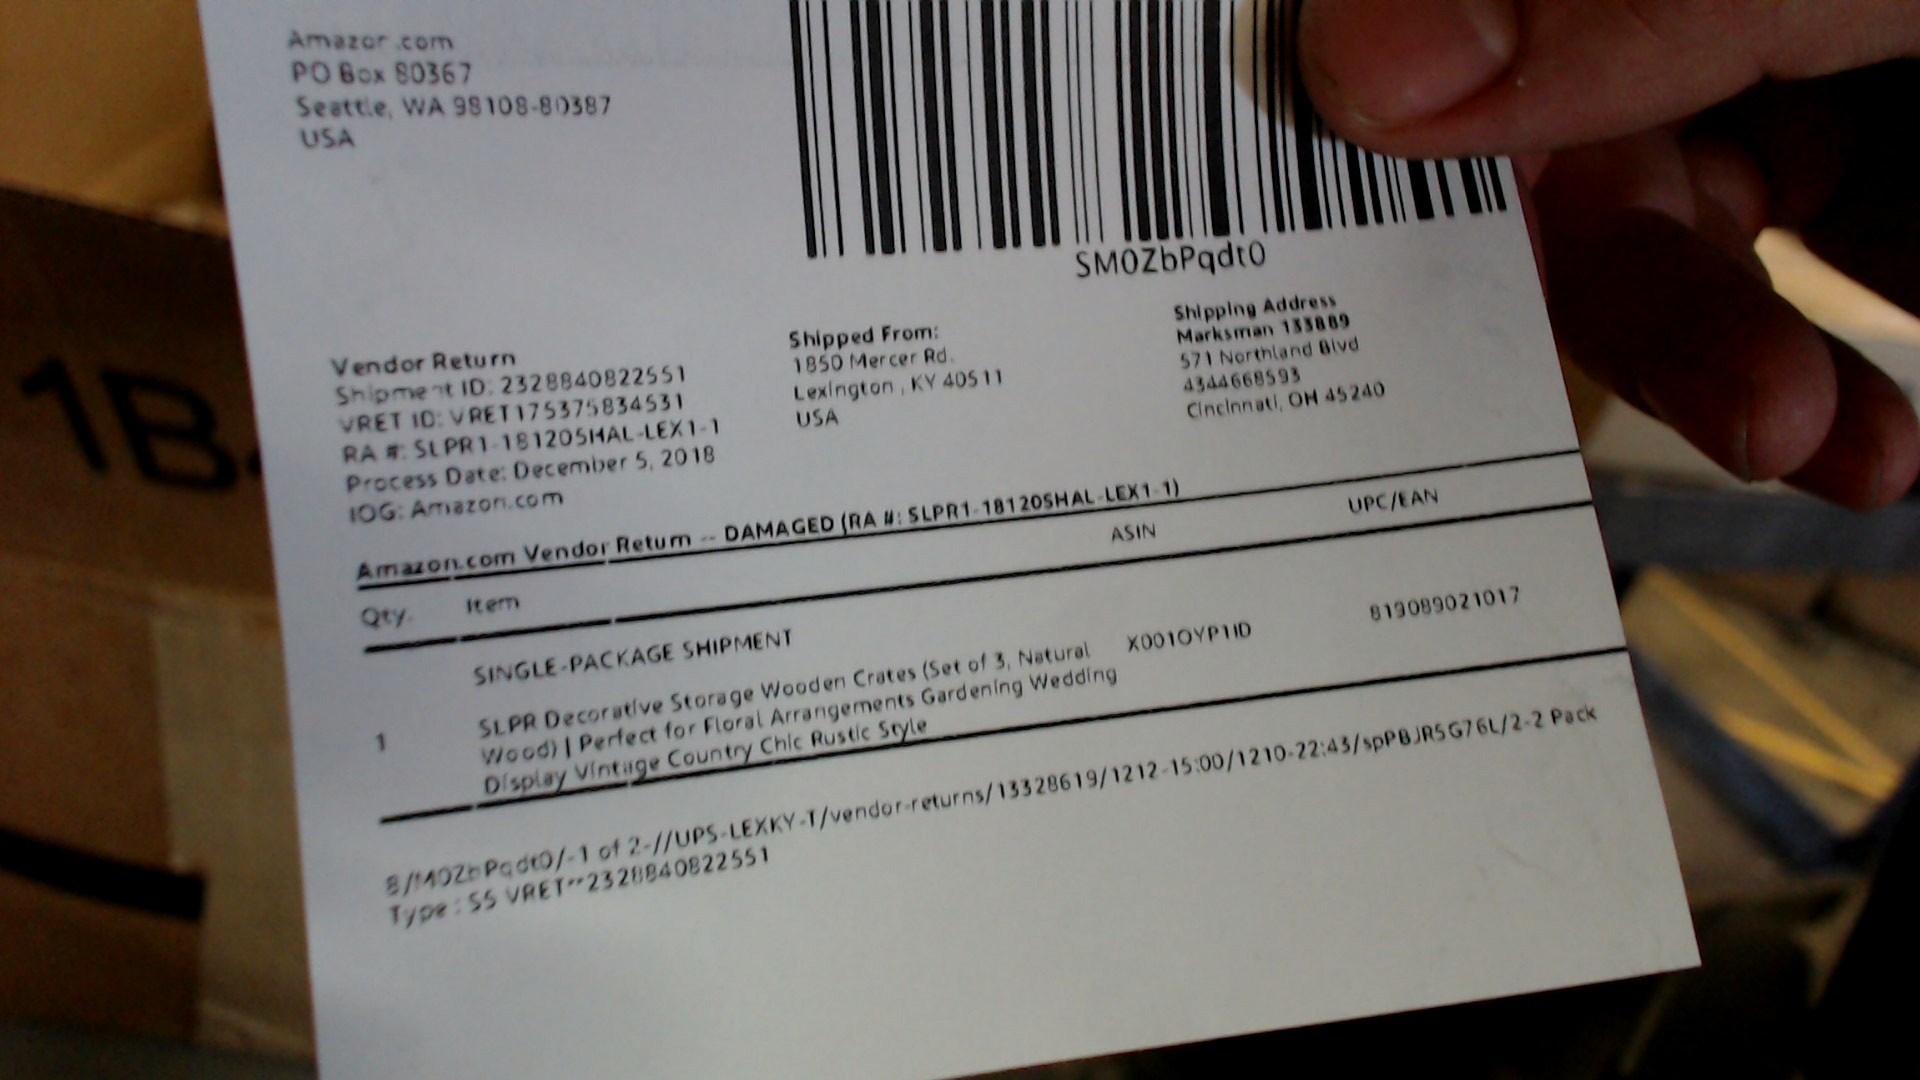 Amazon.com
PO Box 80367
Seattle, WA 98108-80387
USA
SM0ZbPqdt0
Vendor Return
Shipment ID: 2328840822551
VRET ID: VRET175375834531
RA #: SLPR1-181205HAL-LEX1-1
Process Date: December 5, 2018
IOG: Amazon.com
Shipped From:
1850 Mercer Rd.
Lexington , KY 40511
USA
Shipping Address
Marksman 133889
571 Northland Blvd
4344668593
Cincinnati, OH 45240
Amazon.com Vendor Return -- DAMAGED (RA #: SLPR1-181205HAL-LEX1-1)
Qty. Item ASIN UPC/EAN
SINGLE-PACKAGE SHIPMENT
1 SLPR Decorative Storage Wooden Crates (Set of 3, Natural X001OYP1ID 819089021017
Wood) | Perfect for Floral Arrangements Gardening Wedding
Display Vintage Country Chic Rustic Style
8/M0ZbPqdt0/-1 of 2-//UPS-LEXKY-T/vendor-returns/13328619/1212-15:00/1210-22:43/spPBJR5G76L/2-2 Pack
Type : SS VRET~~2328840822551